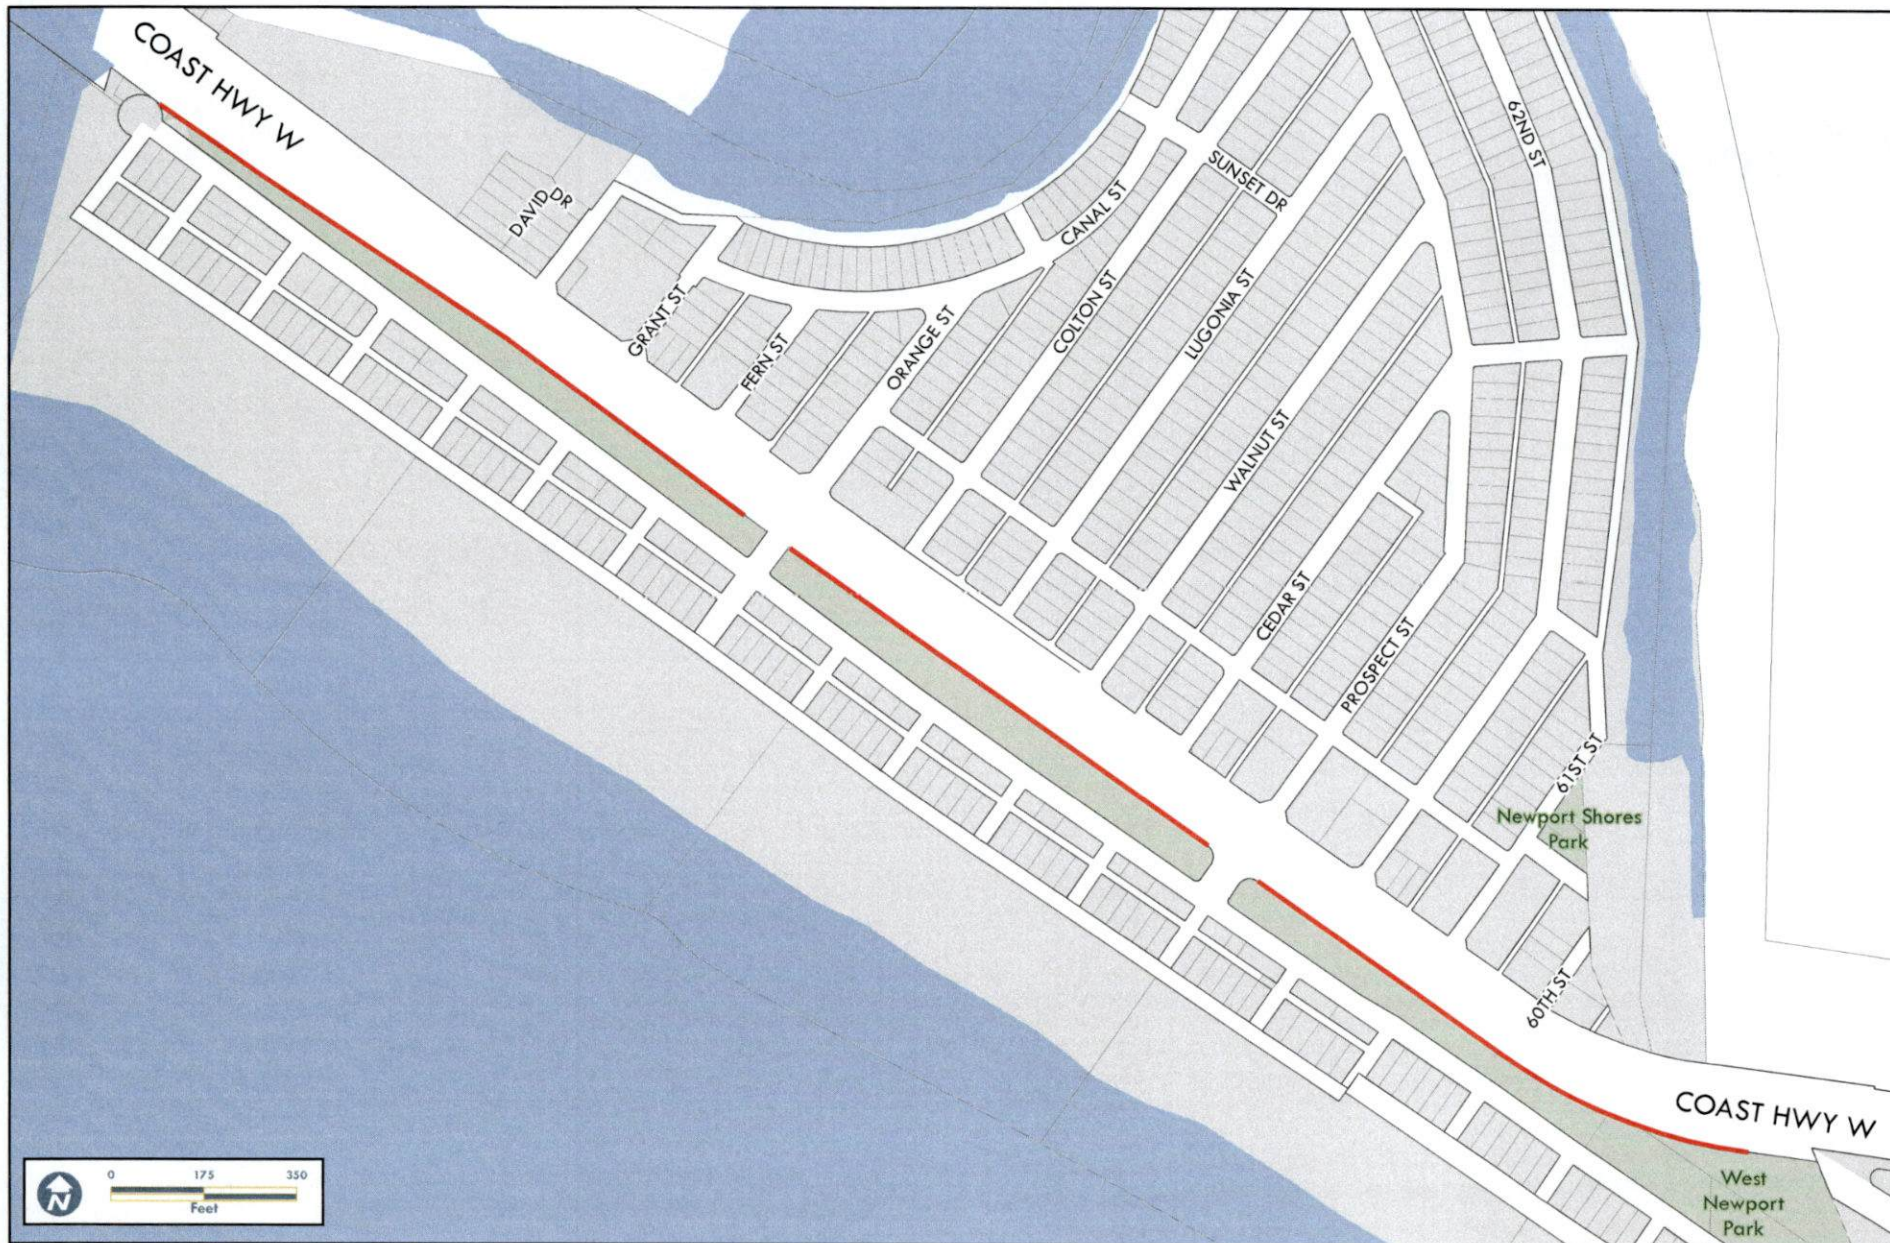 COAST HWY W
62ND ST
SUNSET DR
DAVID DR
CANAL ST
GRANT ST
FERN ST
ORANGE ST
COLTON ST
LUGONIA ST
WALNUT ST
CEDAR ST
PROSPECT ST
61ST ST
Newport Shores
Park
60TH ST
COAST HWY W
West
Newport
Park
N
0 175 350
Feet